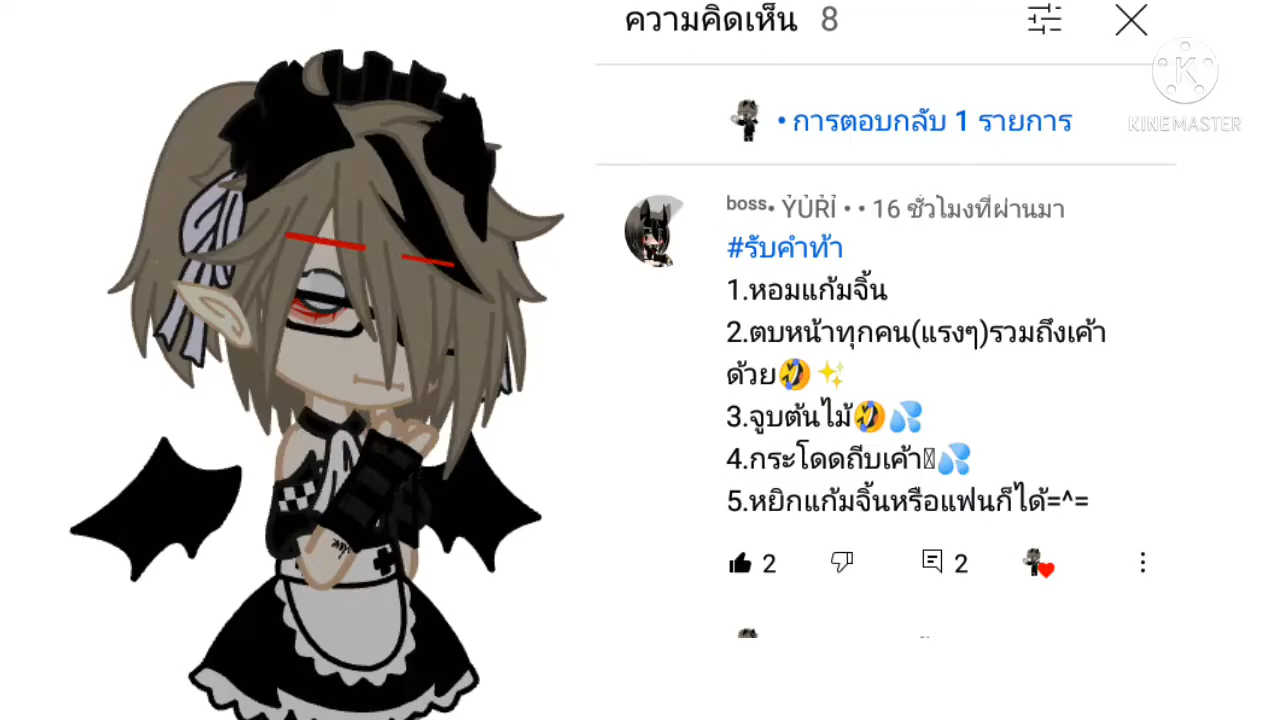 ความคิดเห็น 8
• การตอบกลับ 1 รายการ
KINEMASTER
ᵇᵒˢˢ• ỶỦR̉Ỉ • • 16 ชั่วโมงที่ผ่านมา
#รับคำท้า
1.หอมแก้มจิ้น
2.ตบหน้าทุกคน(แรงๆ)รวมถึงเค้า
ด้วย🤣✨
3.จูบต้นไม้🤣💦
4.กระโดดถีบเค้า💦
5.หยิกแก้มจิ้นหรือแฟนก็ได้=^=
2 2